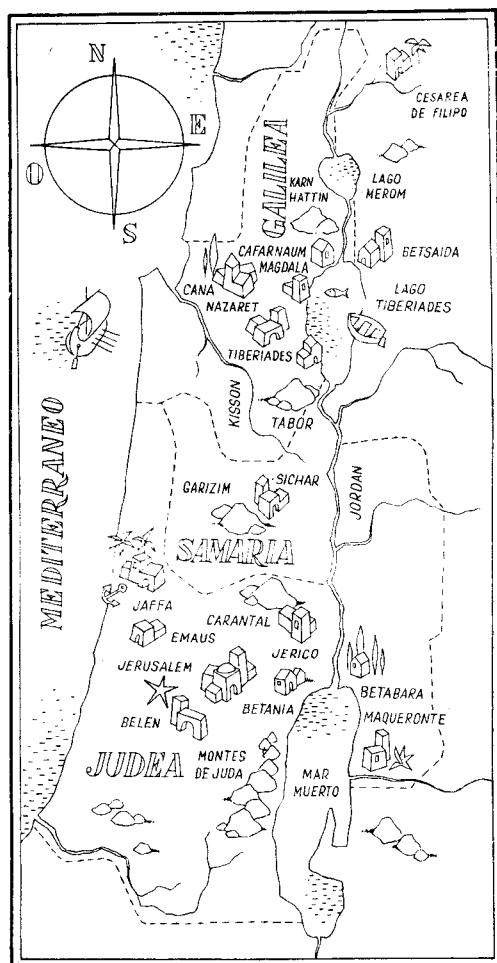 N
E
S
O
CESAREA
DE FILIPO
GALILEA
KARN
HATTIN
LAGO
MEROM
CAFARNAUM
MAGDALA
BETSAIDA
CANA
NAZARET
LAGO
TIBERIADES
TIBERIADES
KISSON
TABOR
MEDITERRANEO
GARIZIM
SICHAR
JORDAN
SAMARIA
JAFFA
EMAUS
CARANTAL
JERICO
JERUSALEM
BELÉN
BETANIA
BETABARA
MAQUERONTE
JUDEA
MONTES
DE JUDA
MAR
MUERTO